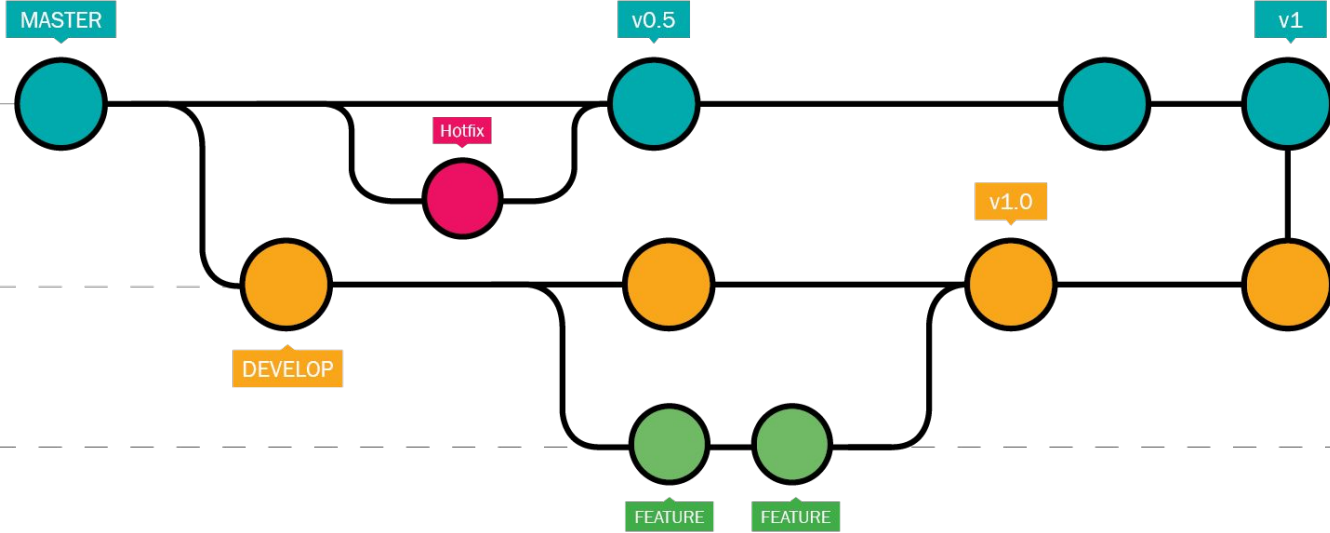 MASTER
v0.5
v1
Hotfix
v1.0
DEVELOP
FEATURE
FEATURE